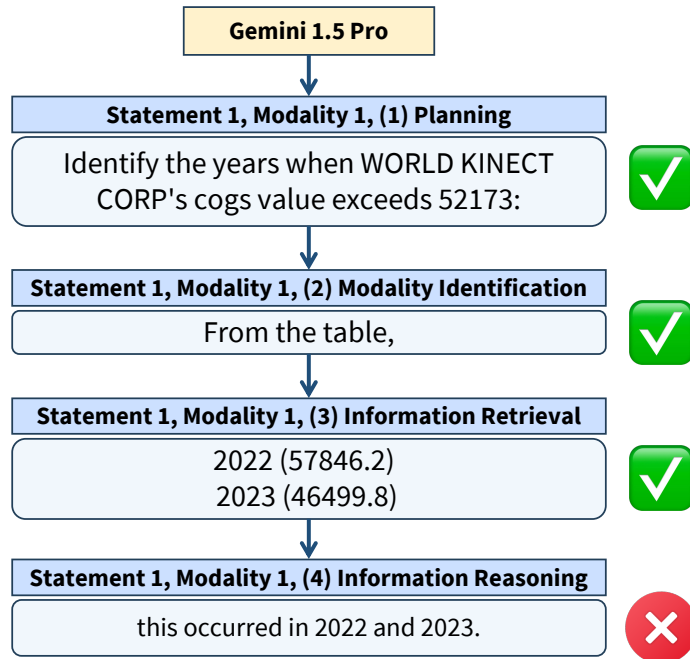 Gemini 1.5 Pro
Statement 1, Modality 1, (1) Planning
Identify the years when WORLD KINECT
CORP's cogs value exceeds 52173:
Statement 1, Modality 1, (2) Modality Identification
From the table,
Statement 1, Modality 1, (3) Information Retrieval
2022 (57846.2)
2023 (46499.8)
Statement 1, Modality 1, (4) Information Reasoning
this occurred in 2022 and 2023.